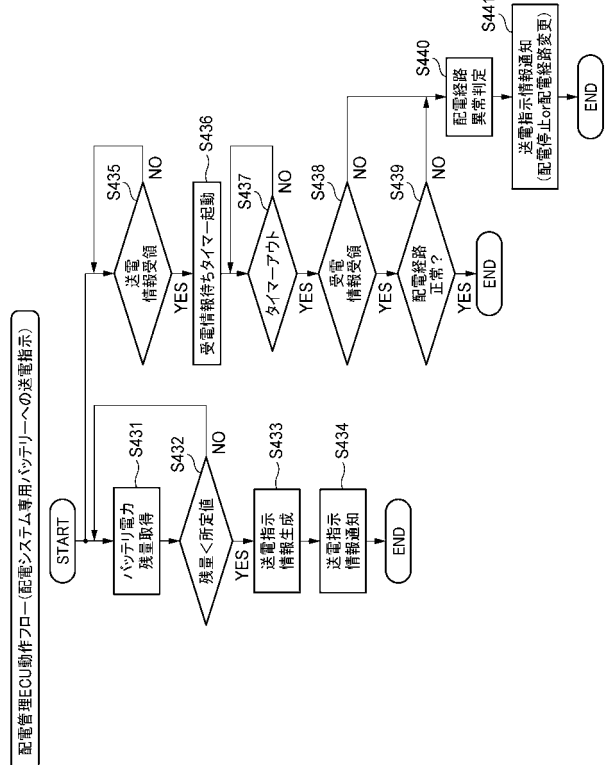 配電管理ECU動作フロー(配電システム専用バッテリーへの送電指示)
START
バッテリ電力
残量取得
S431
残量<所定値
S432
NO
YES
送電指示
情報生成
S433
送電指示
情報通知
S434
END
送電
情報受領
S435
NO
YES
受電情報待ちタイマー起動
S436
タイマーアウト
S437
NO
YES
受電
情報受領
S438
NO
YES
配電経路
正常?
S439
NO
YES
END
配電経路
異常判定
S440
送電指示情報通知
(配電停止or配電経路変更)
S441
END